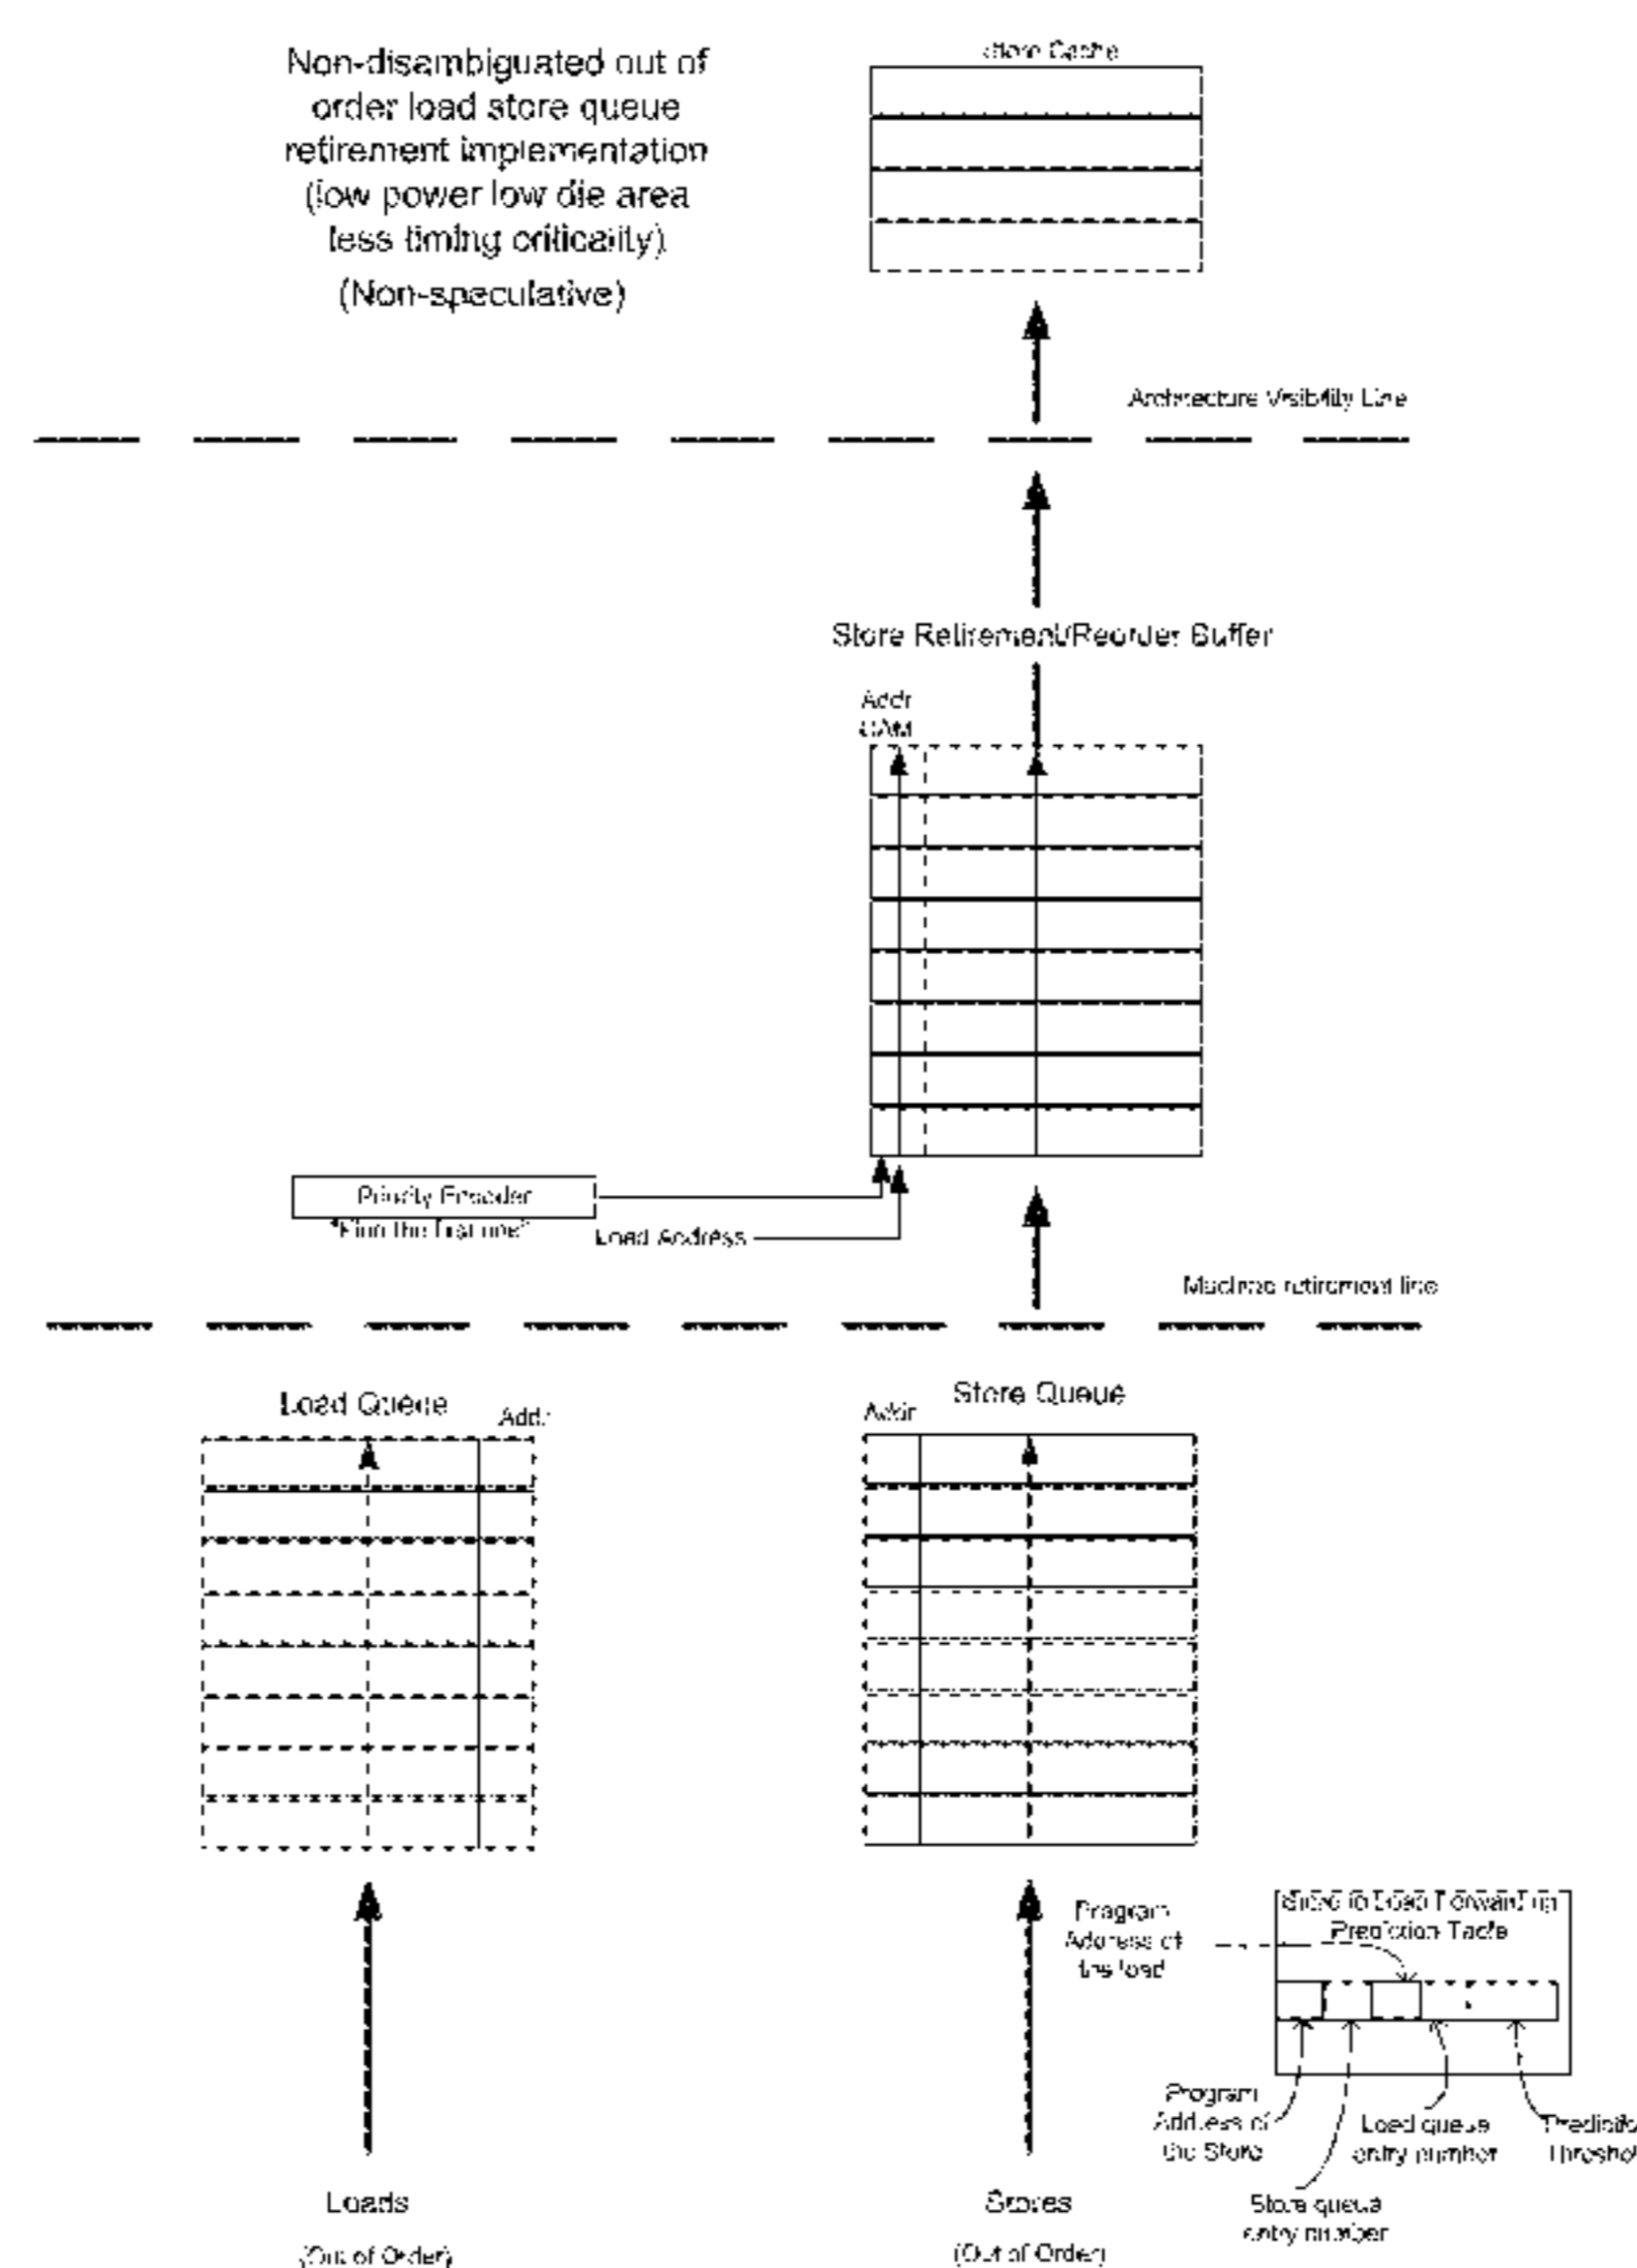 Non-disambiguated out of
order load store queue
retirement implementation
(low power low die area
less timing criticality)
(Non-speculative)
Store Cache
Architecture Visibility Line
Store Retirement/Reorder Buffer
Addr
CAM
Priority Encoder
"Find the first one"
Load Address
Machine retirement line
Load Queue
Addr
Store Queue
Addr
Program
Address of
the load
Store to Load Forwarding
Prediction Table
Program
Address of
the Store
Load queue
entry number
Store queue
entry number
Loads
(Out of Order)
Stores
(Out of Order)